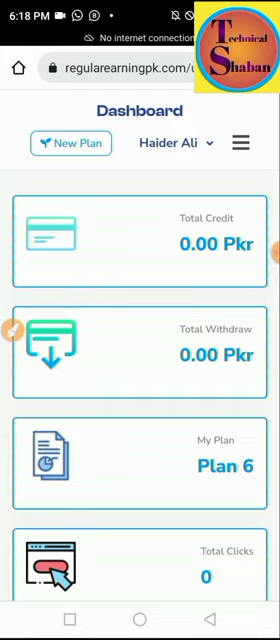 6:18 PM
No internet connection
Technical
Shaban
regularearningpk.com/u
Dashboard
New Plan
Haider Ali
Total Credit
0.00 Pkr
Total Withdraw
0.00 Pkr
My Plan
Plan 6
Total Clicks
0